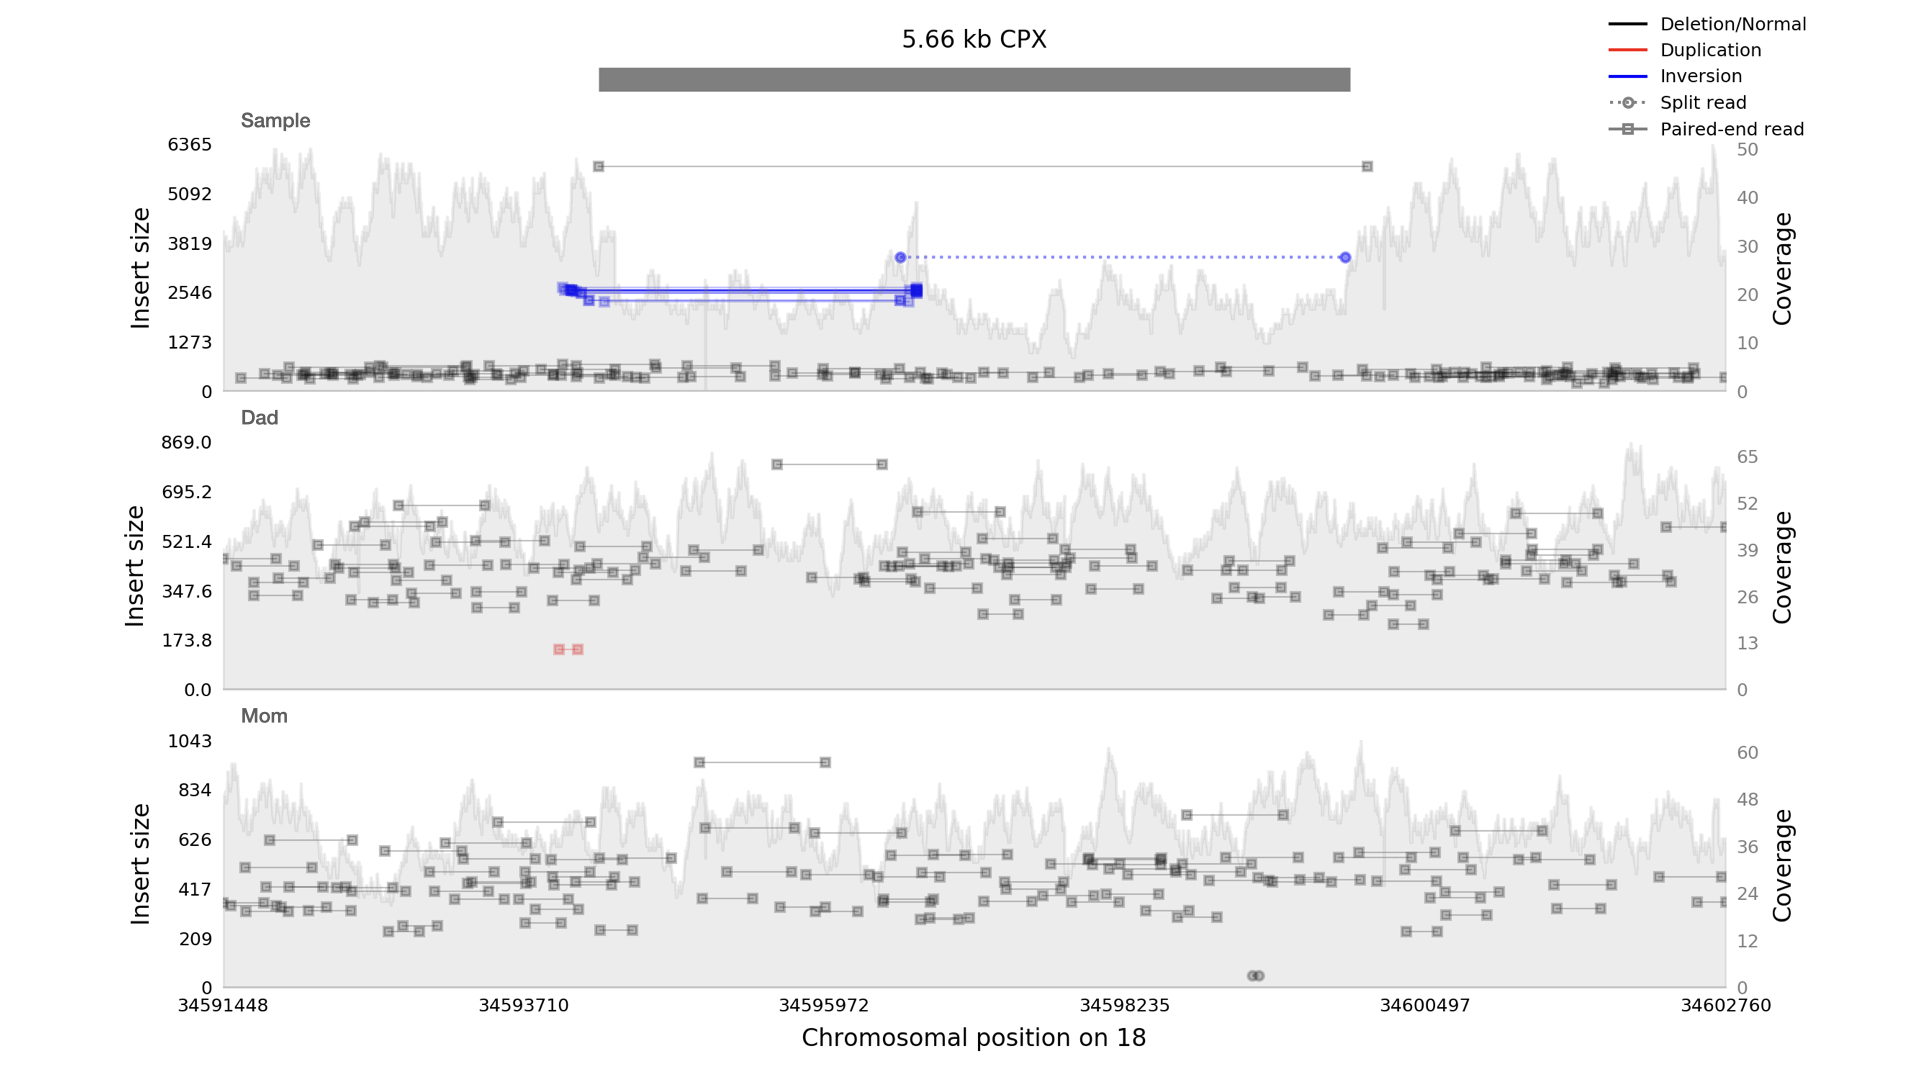 5.66 kb CPX
Deletion/Normal
Duplication
Inversion
Split read
Paired-end read
Sample
6365
5092
3819
2546
1273
0
Insert size
50
40
30
20
10
0
Coverage
Dad
869.0
695.2
521.4
347.6
173.8
0.0
Insert size
65
52
39
26
13
0
Coverage
Mom
1043
834
626
417
209
0
Insert size
60
48
36
24
12
0
Coverage
34591448 34593710 34595972 34598235 34600497 34602760
Chromosomal position on 18